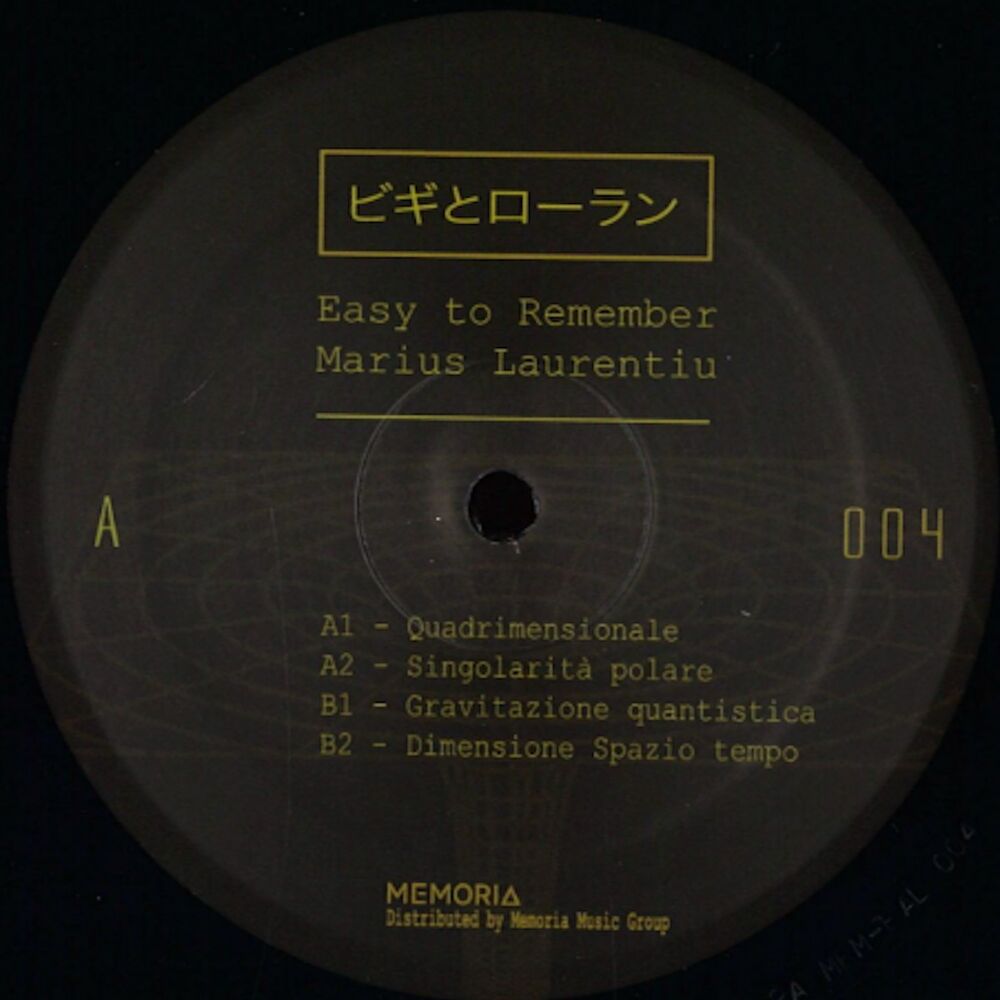 ビギとローラン
Easy to Remember
Marius Laurentiu
A
004
A1 - Quadrimensionale
A2 - Singolarità polare
B1 - Gravitazione quantistica
B2 - Dimensione Spazio tempo
MEMORIA
Distributed by Memoria Music Group